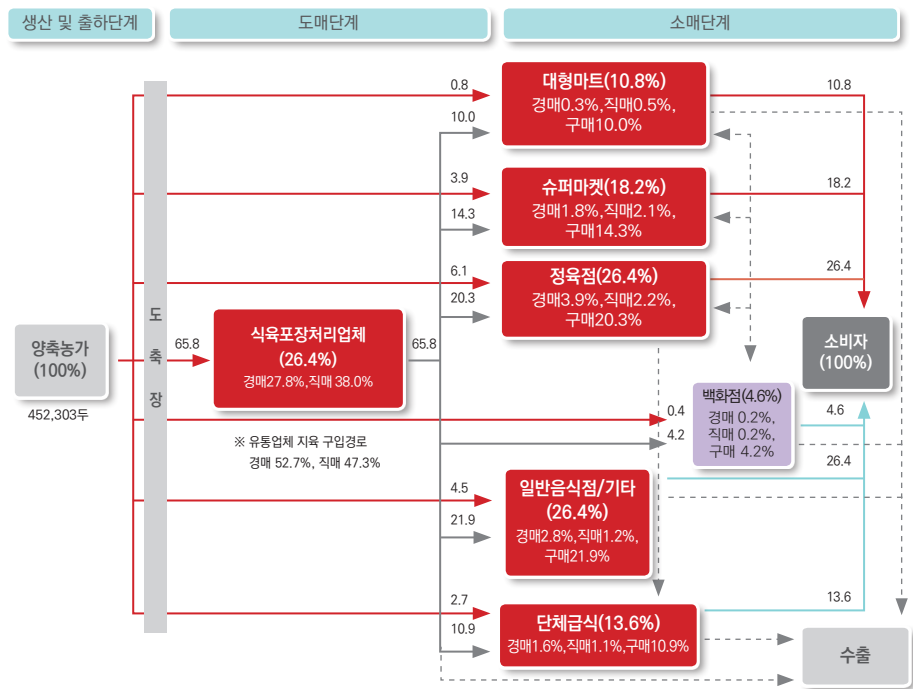 생산 및 출하단계
도매단계
소매단계
양축농가
(100%)
452,303두
도
축
장
65.8
식육포장처리업체
(26.4%)
경매27.8%,직매 38.0%
65.8
※ 유통업체 지육 구입경로
경매 52.7%, 직매 47.3%
0.8
10.0
대형마트(10.8%)
경매0.3%,직매0.5%,
구매10.0%
10.8
3.9
14.3
슈퍼마켓(18.2%)
경매1.8%,직매2.1%,
구매14.3%
18.2
6.1
20.3
정육점(26.4%)
경매3.9%,직매2.2%,
구매20.3%
26.4
소비자
(100%)
0.4
4.2
백화점(4.6%)
경매 0.2%,
직매 0.2%,
구매 4.2%
4.6
4.5
21.9
일반음식점/기타
(26.4%)
경매2.8%,직매1.2%,
구매21.9%
26.4
2.7
10.9
단체급식(13.6%)
경매1.6%,직매1.1%,구매10.9%
13.6
수출